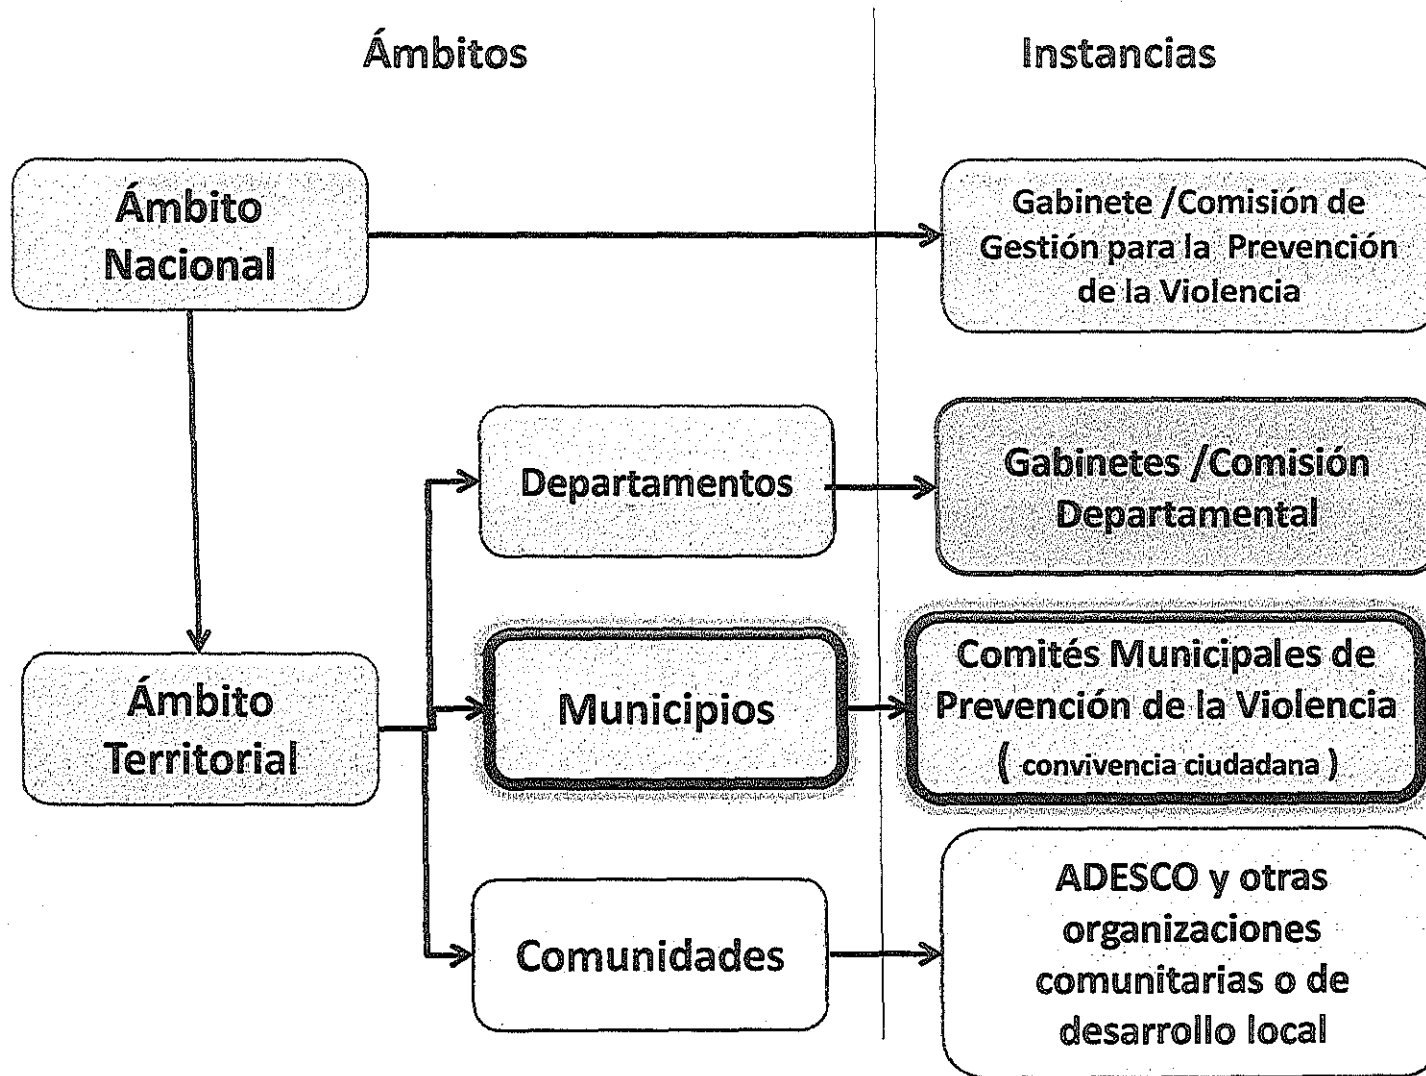 Ámbitos
Instancias
Ámbito
Nacional
Gabinete /Comisión de
Gestión para la Prevención
de la Violencia
Departamentos
Gabinetes /Comisión
Departamental
Ámbito
Territorial
Municipios
Comités Municipales de
Prevención de la Violencia
( convivencia ciudadana )
Comunidades
ADESCO y otras
organizaciones
comunitarias o de
desarrollo local